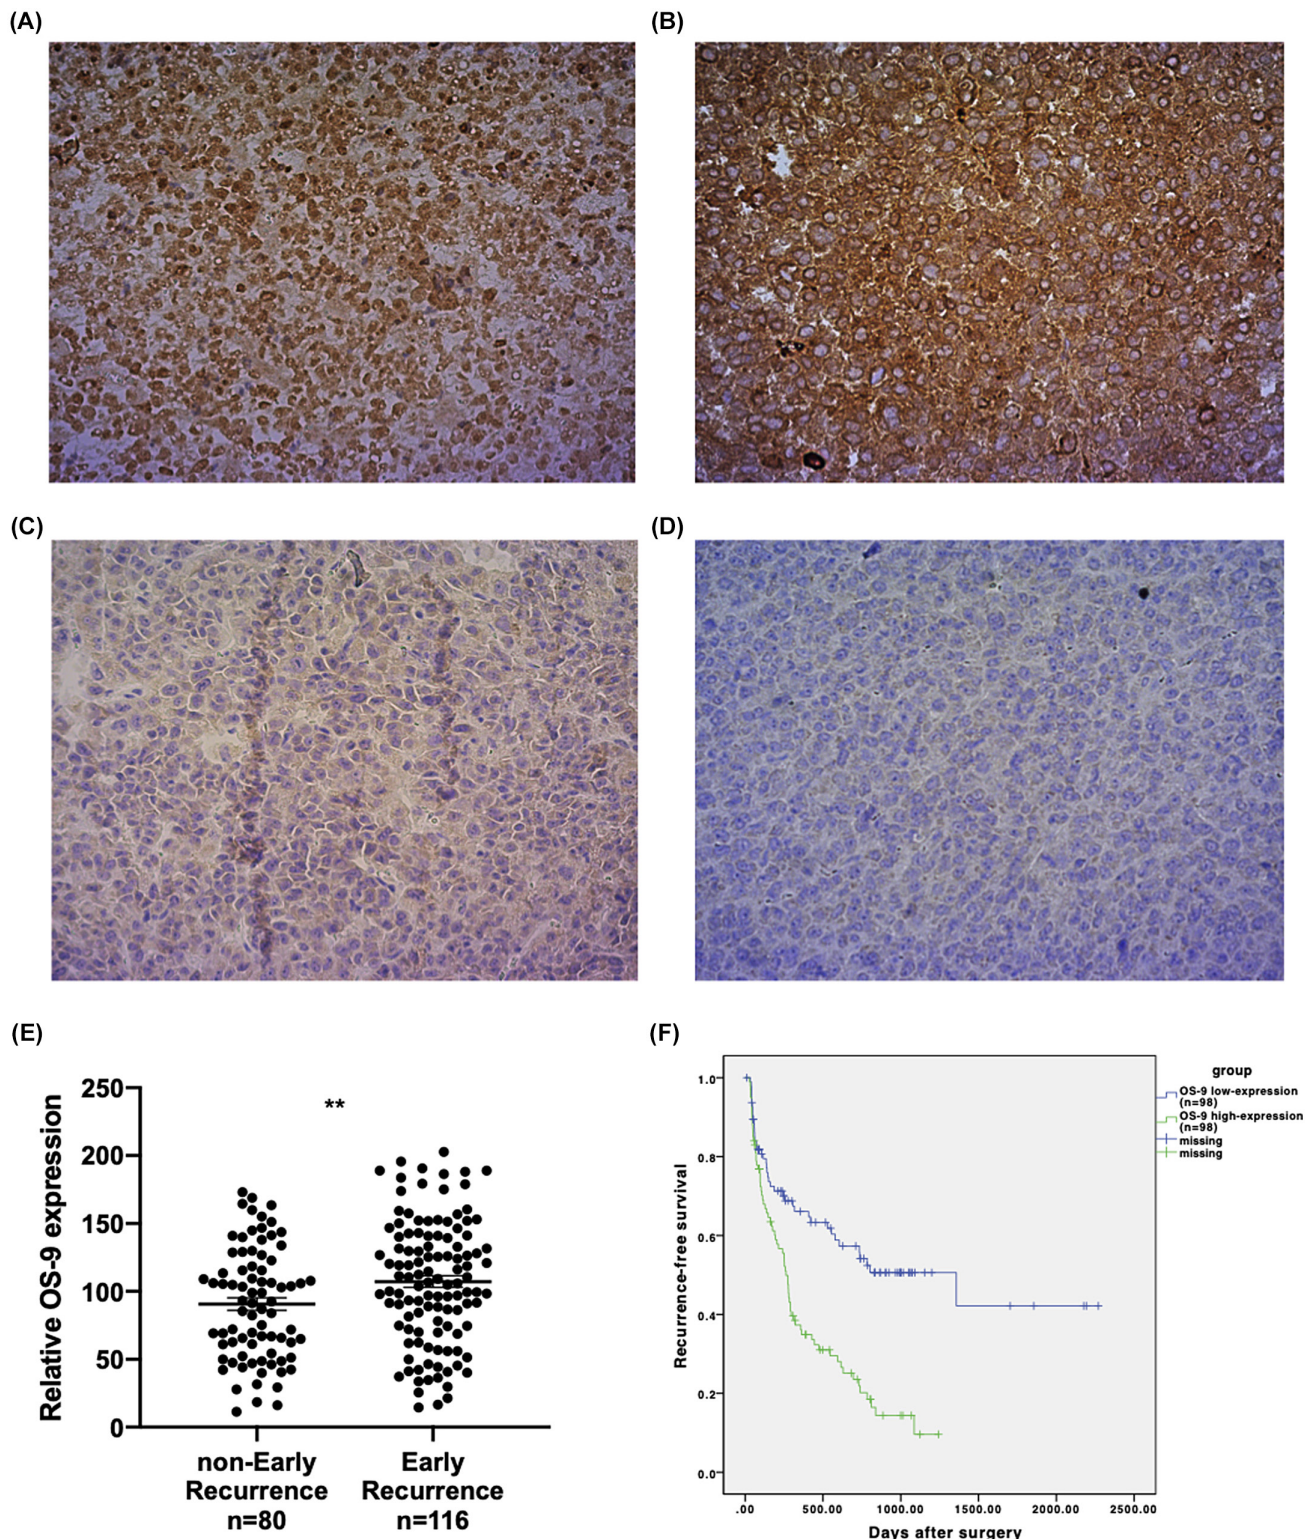 (A)
(B)
(C)
(D)
(E)
Relative OS-9 expression
250
200
150
100
50
0
**
non-Early
Recurrence
n=80
Early
Recurrence
n=116
(F)
Recurrence-free survival
1.0
0.8
0.6
0.4
0.2
0.0
.00
500.00
1000.00
1500.00
2000.00
2500.00
Days after surgery
group
OS-9 low-expression
(n=98)
OS-9 high-expression
(n=98)
missing
missing